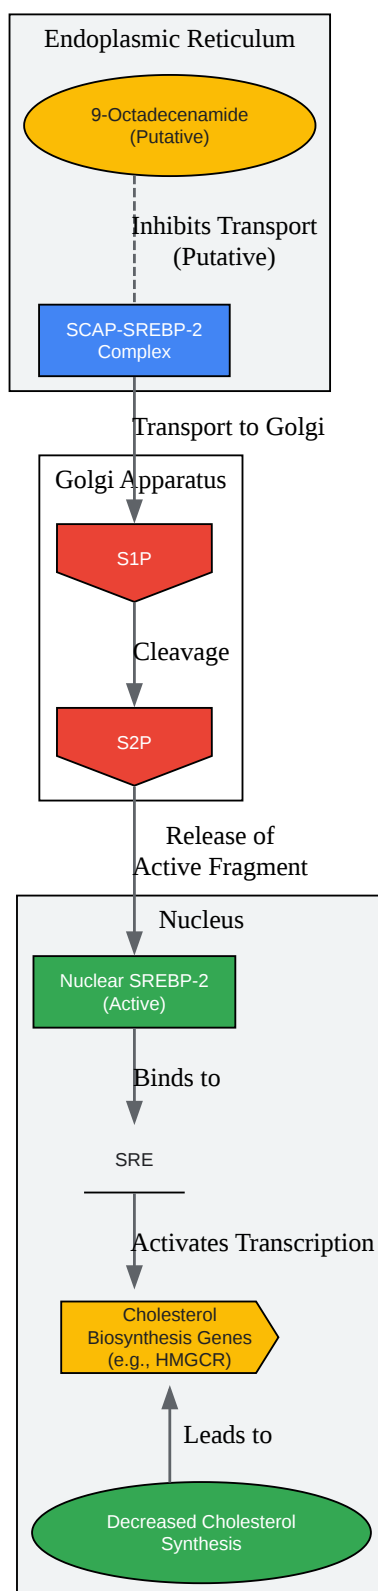 Endoplasmic Reticulum
9-Octadecenamide
(Putative)
Inhibits Transport
(Putative)
SCAP-SREBP-2
Complex
Transport to Golgi
Golgi Apparatus
S1P
Cleavage
S2P
Release of
Active Fragment
Nucleus
Nuclear SREBP-2
(Active)
Binds to
SRE
Activates Transcription
Cholesterol
Biosynthesis Genes
(e.g., HMGCR)
Leads to
Decreased Cholesterol
Synthesis